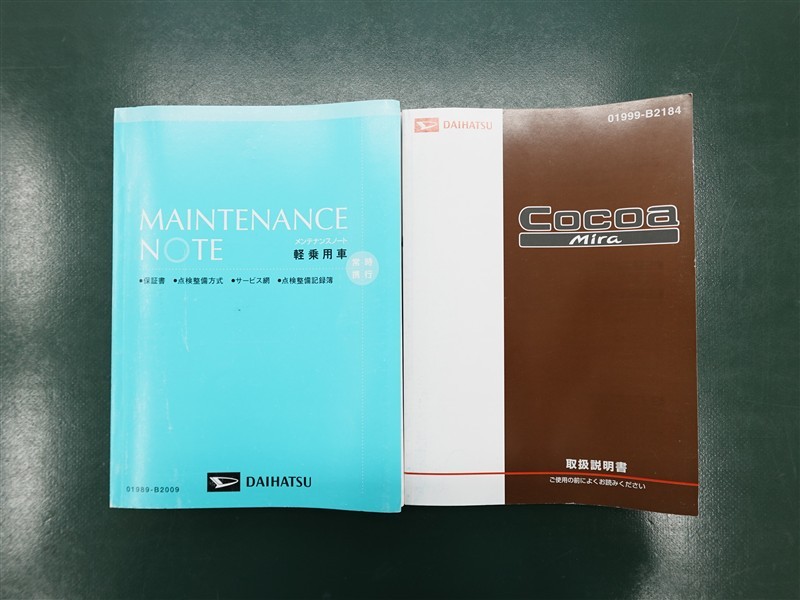 MAINTENANCE
NOTE
メンテナンスノート
軽乗用車
常時
携行
●保証書 ●点検整備方式 ●サービス網 ●点検整備記録簿
DAIHATSU
01989-B2009
DAIHATSU
01999-B2184
Cocoa
Mira
取扱説明書
ご使用の前によくお読みください